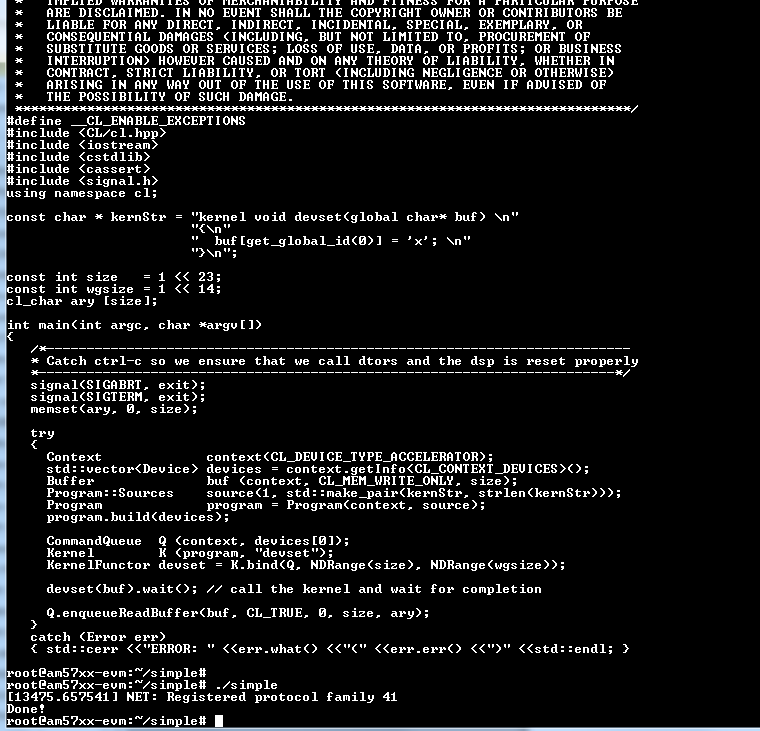 *   IMPLIED WARRANTIES OF MERCHANTABILITY AND FITNESS FOR A PARTICULAR PURPOSE
 *   ARE DISCLAIMED. IN NO EVENT SHALL THE COPYRIGHT OWNER OR CONTRIBUTORS BE
 *   LIABLE FOR ANY DIRECT, INDIRECT, INCIDENTAL, SPECIAL, EXEMPLARY, OR
 *   CONSEQUENTIAL DAMAGES (INCLUDING, BUT NOT LIMITED TO, PROCUREMENT OF
 *   SUBSTITUTE GOODS OR SERVICES; LOSS OF USE, DATA, OR PROFITS; OR BUSINESS
 *   INTERRUPTION) HOWEVER CAUSED AND ON ANY THEORY OF LIABILITY, WHETHER IN
 *   CONTRACT, STRICT LIABILITY, OR TORT (INCLUDING NEGLIGENCE OR OTHERWISE)
 *   ARISING IN ANY WAY OUT OF THE USE OF THIS SOFTWARE, EVEN IF ADVISED OF
 *   THE POSSIBILITY OF SUCH DAMAGE.
 *****************************************************************************/
#define __CL_ENABLE_EXCEPTIONS
#include <CL/cl.hpp>
#include <iostream>
#include <cstdlib>
#include <cassert>
#include <signal.h>
using namespace cl;

const char * kernStr = "kernel void devset(global char* buf) \n"
                       "{\n"
                       "  buf[get_global_id(0)] = 'x'; \n"
                       "}\n";

const int size   = 1 << 23;
const int wgsize = 1 << 14;
cl_char ary [size];

int main(int argc, char *argv[])
{
   /*-------------------------------------------------------------------------
   * Catch ctrl-c so we ensure that we call dtors and the dsp is reset properly
   *------------------------------------------------------------------------*/
   signal(SIGABRT, exit);
   signal(SIGTERM, exit);
   memset(ary, 0, size);

   try
   {
     Context             context(CL_DEVICE_TYPE_ACCELERATOR);
     std::vector<Device> devices = context.getInfo<CL_CONTEXT_DEVICES>();
     Buffer              buf (context, CL_MEM_WRITE_ONLY, size);
     Program::Sources    source(1, std::make_pair(kernStr, strlen(kernStr)));
     Program             program = Program(context, source);
     program.build(devices);

     CommandQueue  Q (context, devices[0]);
     Kernel        K (program, "devset");
     KernelFunctor devset = K.bind(Q, NDRange(size), NDRange(wgsize));

     devset(buf).wait(); // call the kernel and wait for completion

     Q.enqueueReadBuffer(buf, CL_TRUE, 0, size, ary);
   }
   catch (Error err)
   { std::cerr <<"ERROR: " <<err.what() <<"(" <<err.err() <<")" <<std::endl; }

root@am57xx-evm:~/simple#
root@am57xx-evm:~/simple# ./simple
[13475.657541] NET: Registered protocol family 41
Done!
root@am57xx-evm:~/simple#